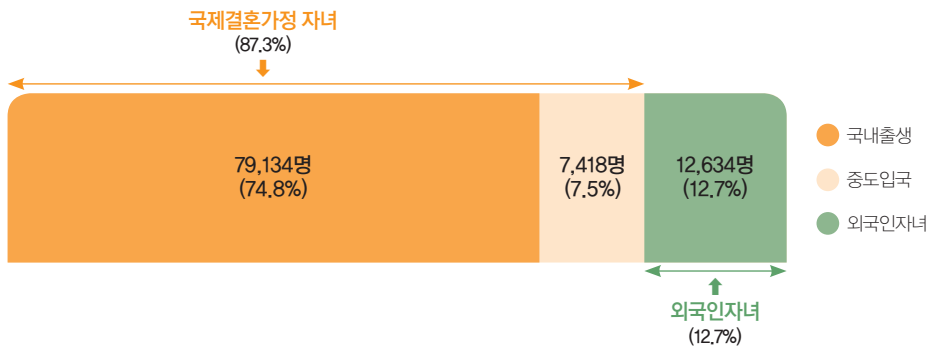 국제결혼가정 자녀
(87.3%)
79,134명
(74.8%)
7,418명
(7.5%)
12,634명
(12.7%)
국내출생
중도입국
외국인자녀
외국인자녀
(12.7%)